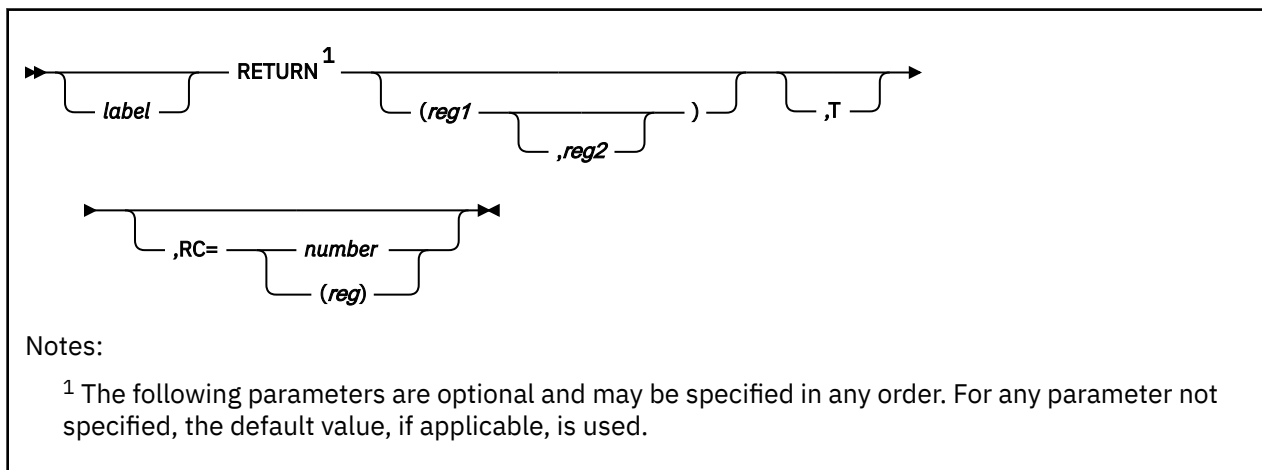 label RETURN 1 (reg1 ,reg2 ) ,T
,RC= number
(reg)
Notes:
1 The following parameters are optional and may be specified in any order. For any parameter not
specified, the default value, if applicable, is used.